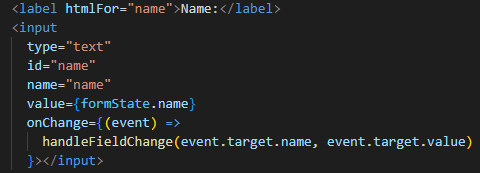 <label htmlFor="name">Name:</label>
<input
type="text"
id="name"
name="name"
value={formState.name}
onChange={(event) =>
handleFieldChange(event.target.name, event.target.value)
}></input>